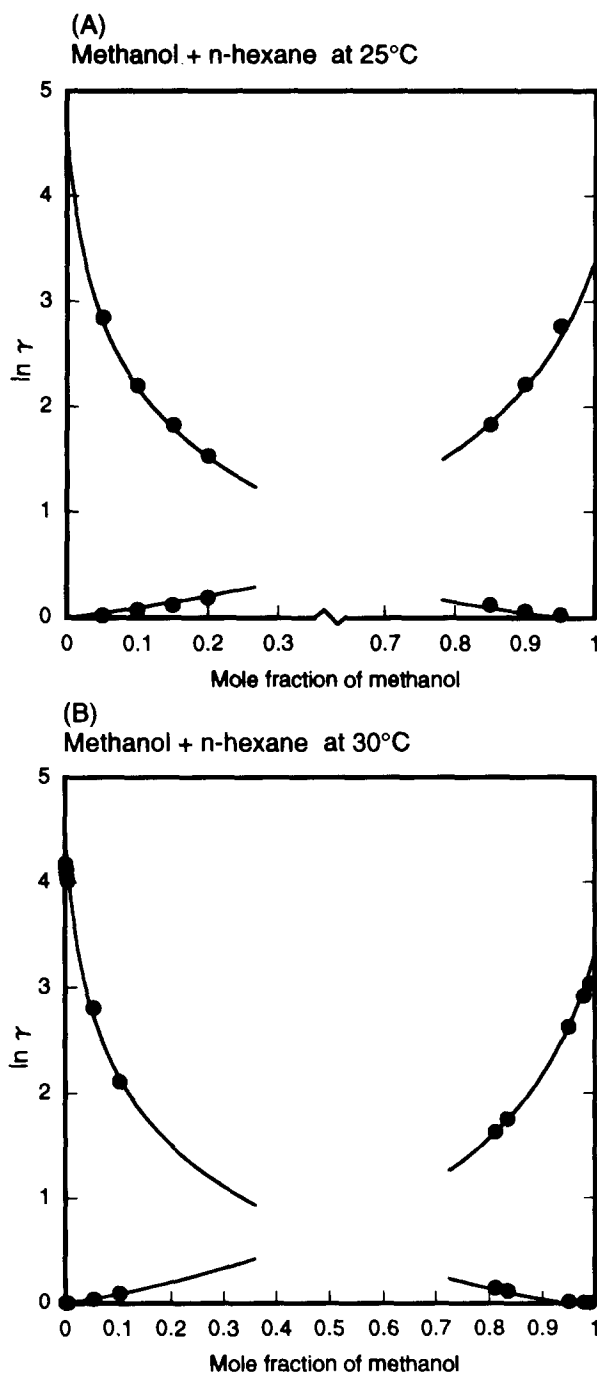 (A)
Methanol + n-hexane at 25°C
5
4
3
2
1
0
ln γ
0 0.1 0.2 0.3 0.7 0.8 0.9 1
Mole fraction of methanol
(B)
Methanol + n-hexane at 30°C
5
4
3
2
1
0
ln γ
0 0.1 0.2 0.3 0.4 0.5 0.6 0.7 0.8 0.9 1
Mole fraction of methanol